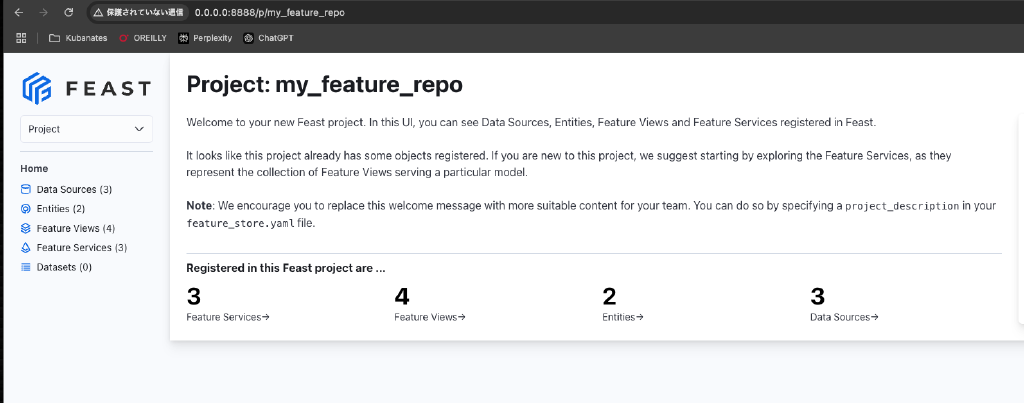 保護されていない通信 0.0.0.0:8888/p/my_feature_repo
Kubanates OREILLY Perplexity ChatGPT
FEAST
Project
Home
Data Sources (3)
Entities (2)
Feature Views (4)
Feature Services (3)
Datasets (0)
Project: my_feature_repo
Welcome to your new Feast project. In this UI, you can see Data Sources, Entities, Feature Views and Feature Services registered in Feast.
It looks like this project already has some objects registered. If you are new to this project, we suggest starting by exploring the Feature Services, as they
represent the collection of Feature Views serving a particular model.
Note: We encourage you to replace this welcome message with more suitable content for your team. You can do so by specifying a project_description in your
feature_store.yaml file.
Registered in this Feast project are ...
3 4 2 3
Feature Services→ Feature Views→ Entities→ Data Sources→